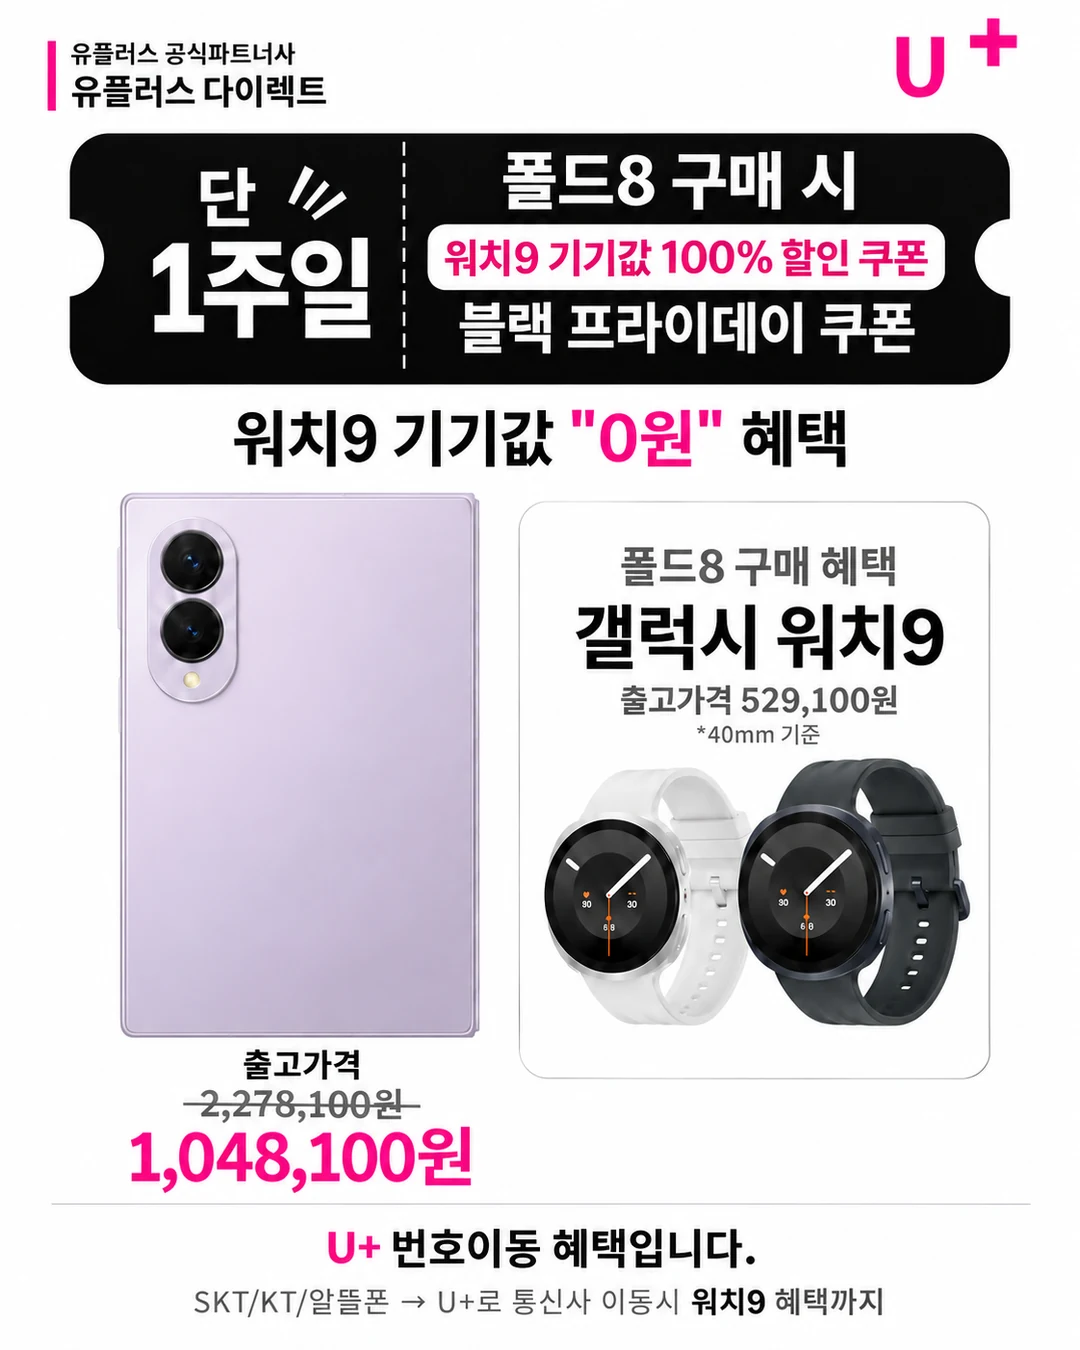 유플러스 공식파트너사
유플러스 다이렉트
U+
단
1주일
폴드8 구매 시
워치9 기기값 100% 할인 쿠폰
블랙 프라이데이 쿠폰
워치9 기기값 "0원" 혜택
폴드8 구매 혜택
갤럭시 워치9
출고가격 529,100원
*40mm 기준
90
30
68
90
30
출고가격
2,278,100원
1,048,100원
U+ 번호이동 혜택입니다.
SKT/KT/알뜰폰 → U+로 통신사 이동시 워치9 혜택까지